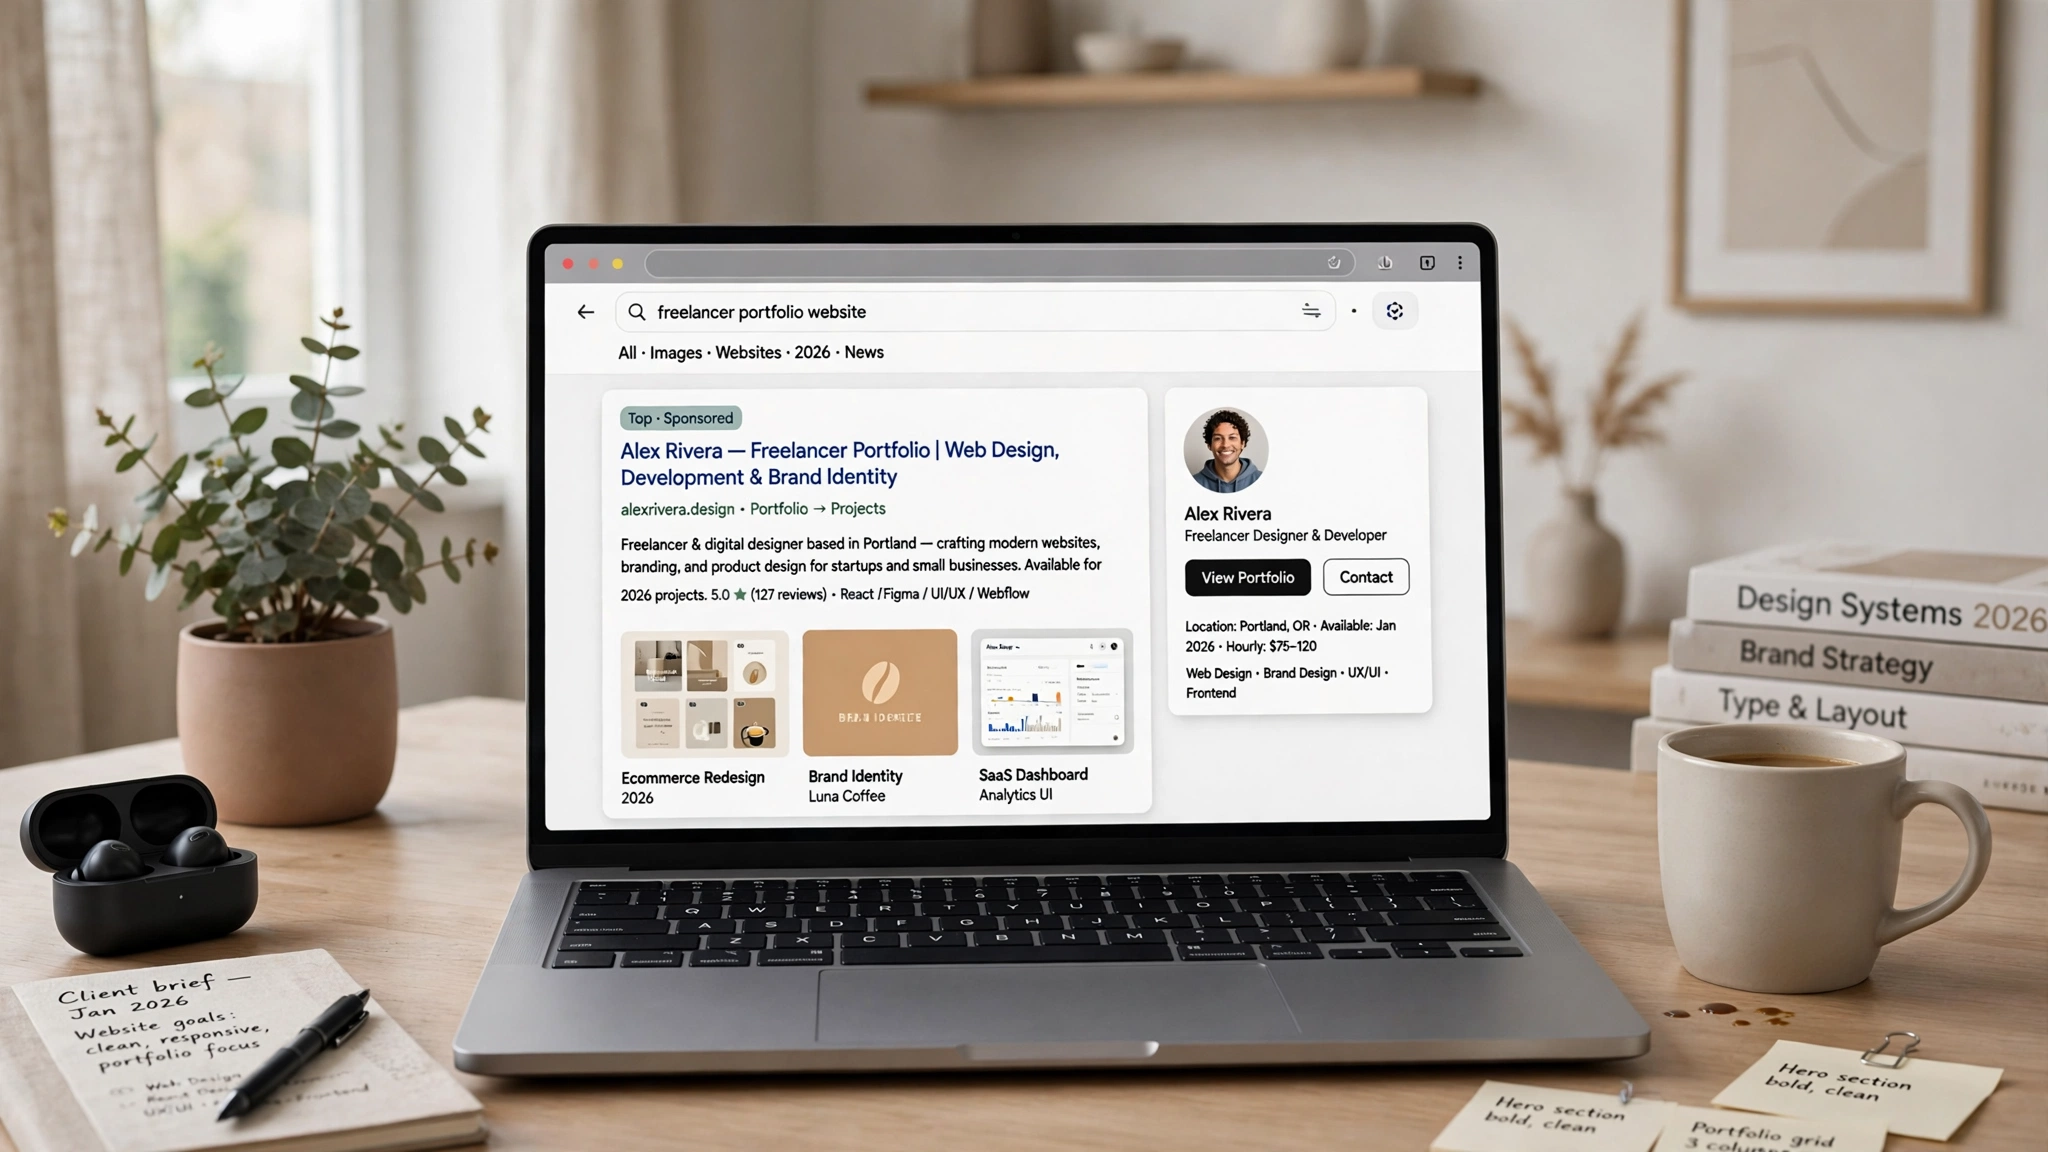 freelancer portfolio website
All · Images · Websites · 2026 · News
Top · Sponsored
Alex Rivera — Freelancer Portfolio | Web Design,
Development & Brand Identity
alexrivera.design · Portfolio → Projects
Freelancer & digital designer based in Portland — crafting modern websites,
branding, and product design for startups and small businesses. Available for
2026 projects. 5.0 ★ (127 reviews) · React /Figma / UI/UX / Webflow
Ecommerce Redesign
2026
Brand Identity
Luna Coffee
SaaS Dashboard
Analytics UI
Alex Rivera
Freelancer Designer & Developer
View Portfolio
Contact
Location: Portland, OR · Available: Jan
2026 · Hourly: $75–120
Web Design · Brand Design · UX/UI ·
Frontend
Design Systems 2026
Brand Strategy
Type & Layout
Q W E R T Y U I O P
A S D F G H J K L
Z X C V B N M
Client brief —
Jan 2026
Website goals:
clean, responsive,
portfolio focus
Web Design
Hero section
bold, clean
Hero section
bold, clean
Portfolio grid